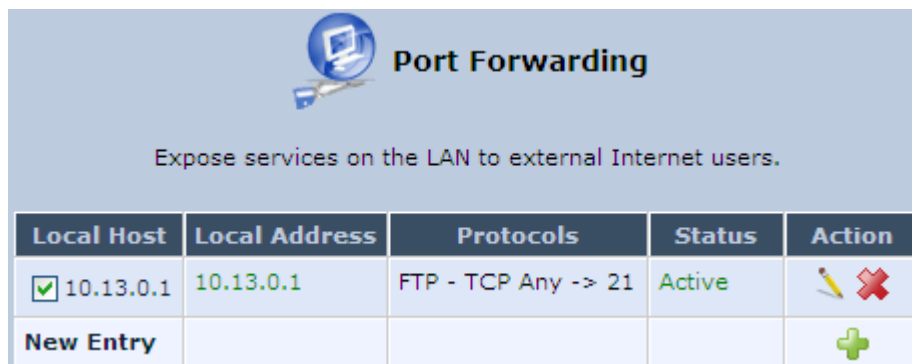 Port Forwarding
Expose services on the LAN to external Internet users.
Local Host Local Address Protocols Status Action
10.13.0.1 10.13.0.1 FTP - TCP Any -> 21 Active
New Entry